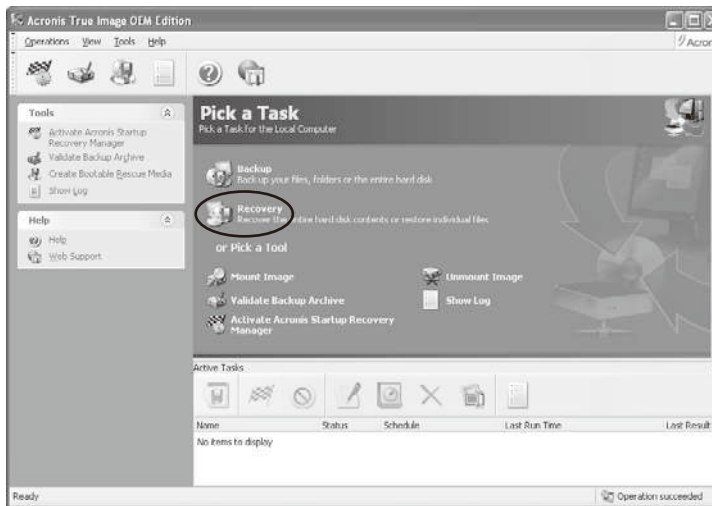 Acronis True Image OEM Edition
Operations View Tools Help
Acron
Tools
Activate Acronis Startup
Recovery Manager
Validate Backup Archive
Create Bootable Rescue Media
Show Log
Help
Help
Web Support
Pick a Task
Pick a Task for the Local Computer
Backup
Back up your files, folders or the entire hard disk
Recovery
Recover the entire hard disk contents or restore individual files
or Pick a Tool
Mount Image
Unmount Image
Validate Backup Archive
Show Log
Activate Acronis Startup Recovery
Manager
Active Tasks
Name Status Schedule Last Run Time Last Result
No items to display
Ready
Operation succeeded